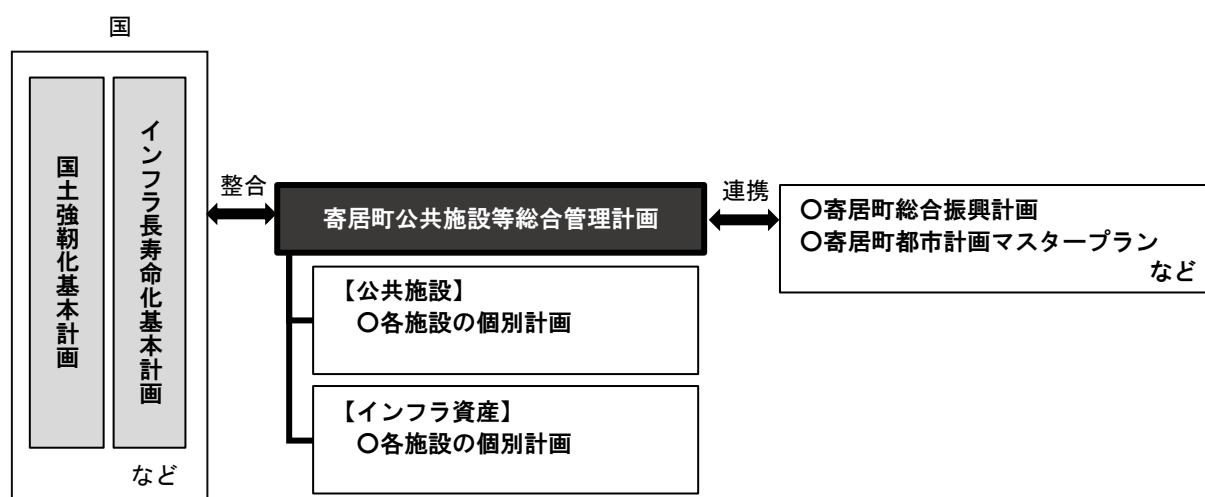 国
国土強靭化基本計画
インフラ長寿命化基本計画
など
整合
寄居町公共施設等総合管理計画
連携
〇寄居町総合振興計画
〇寄居町都市計画マスタープラン
など
【公共施設】
〇各施設の個別計画
【インフラ資産】
〇各施設の個別計画